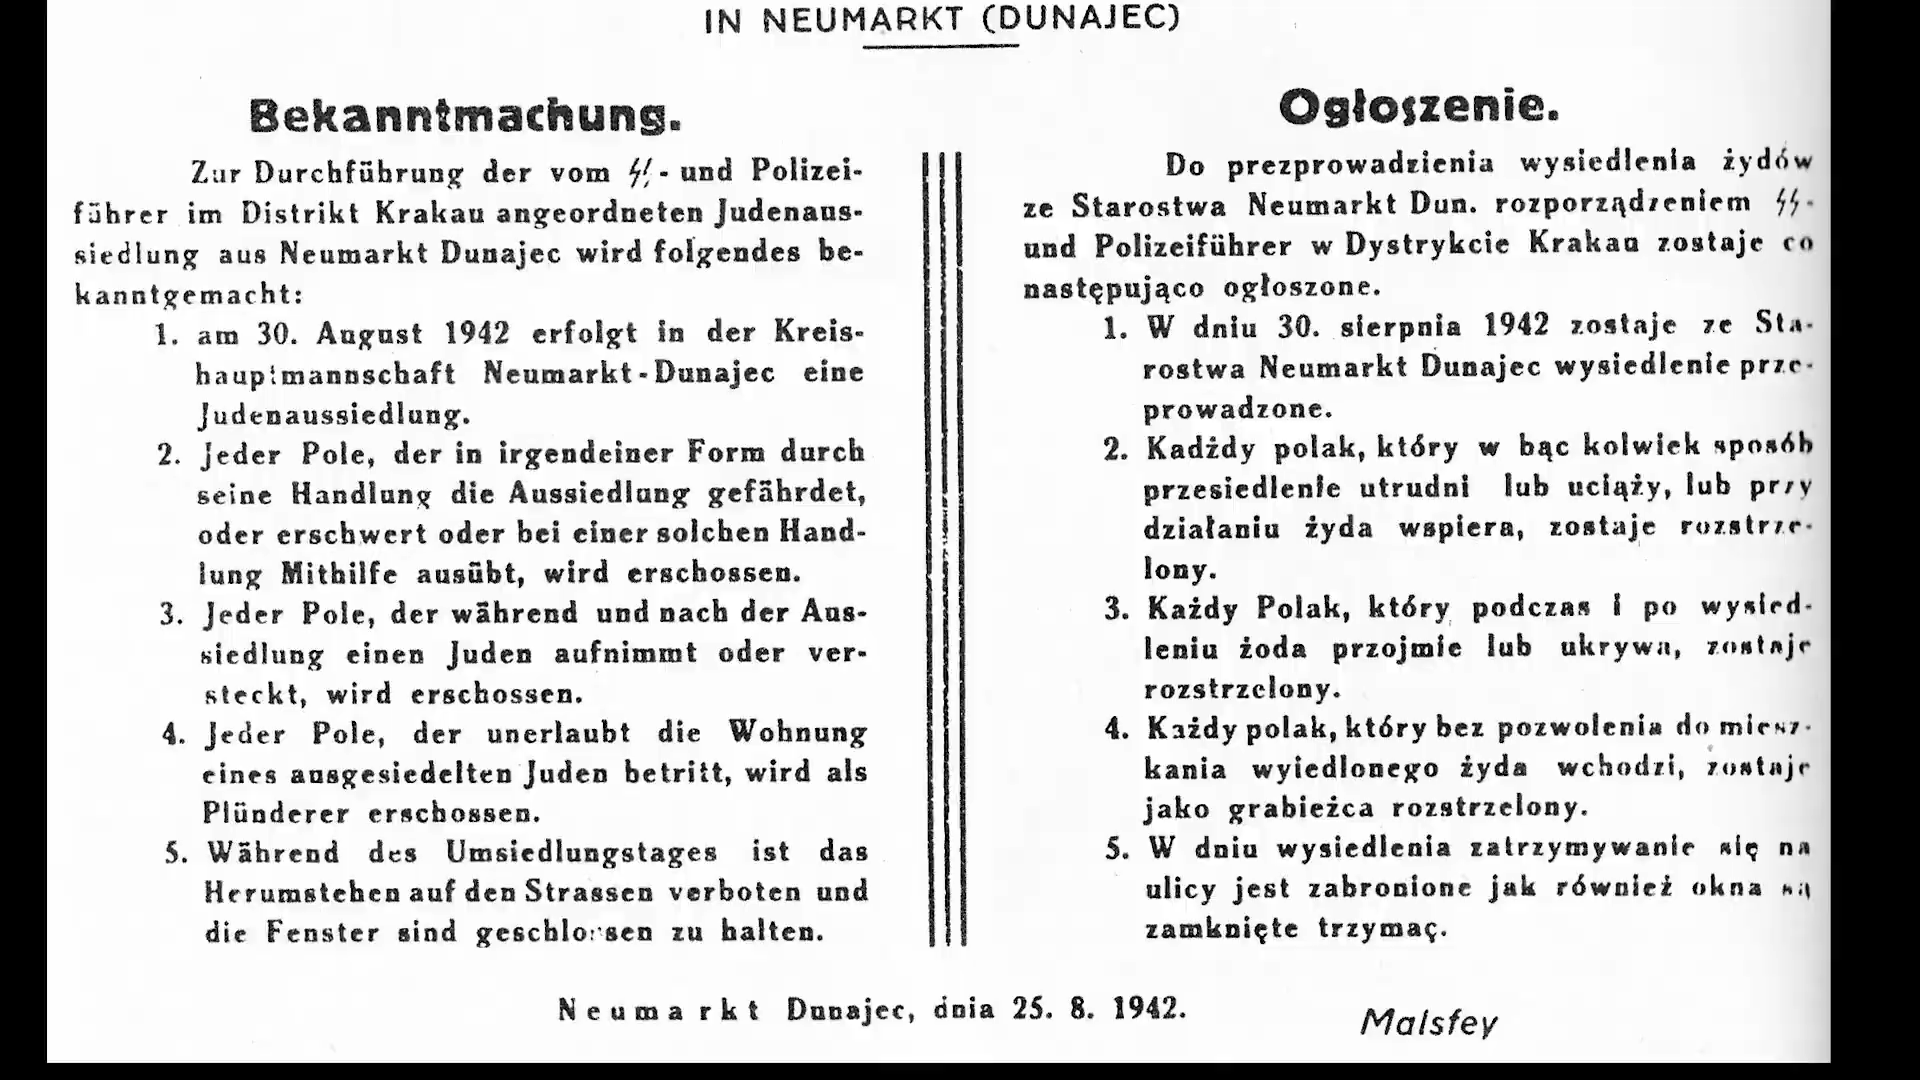 IN NEUMARKT (DUNAJEC)
Bekanntmachung.
Zur Durchführung der vom ᛋᛋ- und Polizei-
führer im Distrikt Krakau angeordneten Judenaus-
siedlung aus Neumarkt Dunajec wird folgendes be-
kanntgemacht:
1. am 30. August 1942 erfolgt in der Kreis-
hauptmannschaft Neumarkt-Dunajec eine
Judenaussiedlung.
2. Jeder Pole, der in irgendeiner Form durch
seine Handlung die Aussiedlung gefährdet,
oder erschwert oder bei einer solchen Hand-
lung Mithilfe ausübt, wird erschossen.
3. Jeder Pole, der während und nach der Aus-
siedlung einen Juden aufnimmt oder ver-
steckt, wird erschossen.
4. Jeder Pole, der unerlaubt die Wohnung
eines ausgesiedelten Juden betritt, wird als
Plünderer erschossen.
5. Während des Umsiedlungstages ist das
Herumstehen auf den Strassen verboten und
die Fenster sind geschlossen zu halten.
Ogłoszenie.
Do prezprowadzienia wysiedlenia żydów
ze Starostwa Neumarkt Dun. rozporządzeniem ᛋᛋ-
und Polizeiführer w Dystrykcie Krakau zostaje co
następująco ogłoszone.
1. W dniu 30. sierpnia 1942 zostaje ze Sta-
rostwa Neumarkt Dunajec wysiedlenie prze-
prowadzone.
2. Kadżdy polak, który w bąc kolwiek sposób
przesiedlenie utrudni lub uciąży, lub przy
działaniu żyda wspiera, zostaje rozstrze-
lony.
3. Każdy Polak, który podczas i po wysied-
leniu żoda przojmie lub ukrywa, zostaje
rozstrzelony.
4. Każdy polak, który bez pozwolenia do miesz-
kania wyiedlonego żyda wchodzi, zostaje
jako grabieżca rozstrzelony.
5. W dniu wysiedlenia zatrzymywanie się na
ulicy jest zabronione jak również okna są
zamknięte trzymaç.
Neumarkt Dunajec, dnia 25. 8. 1942.
Malsfey